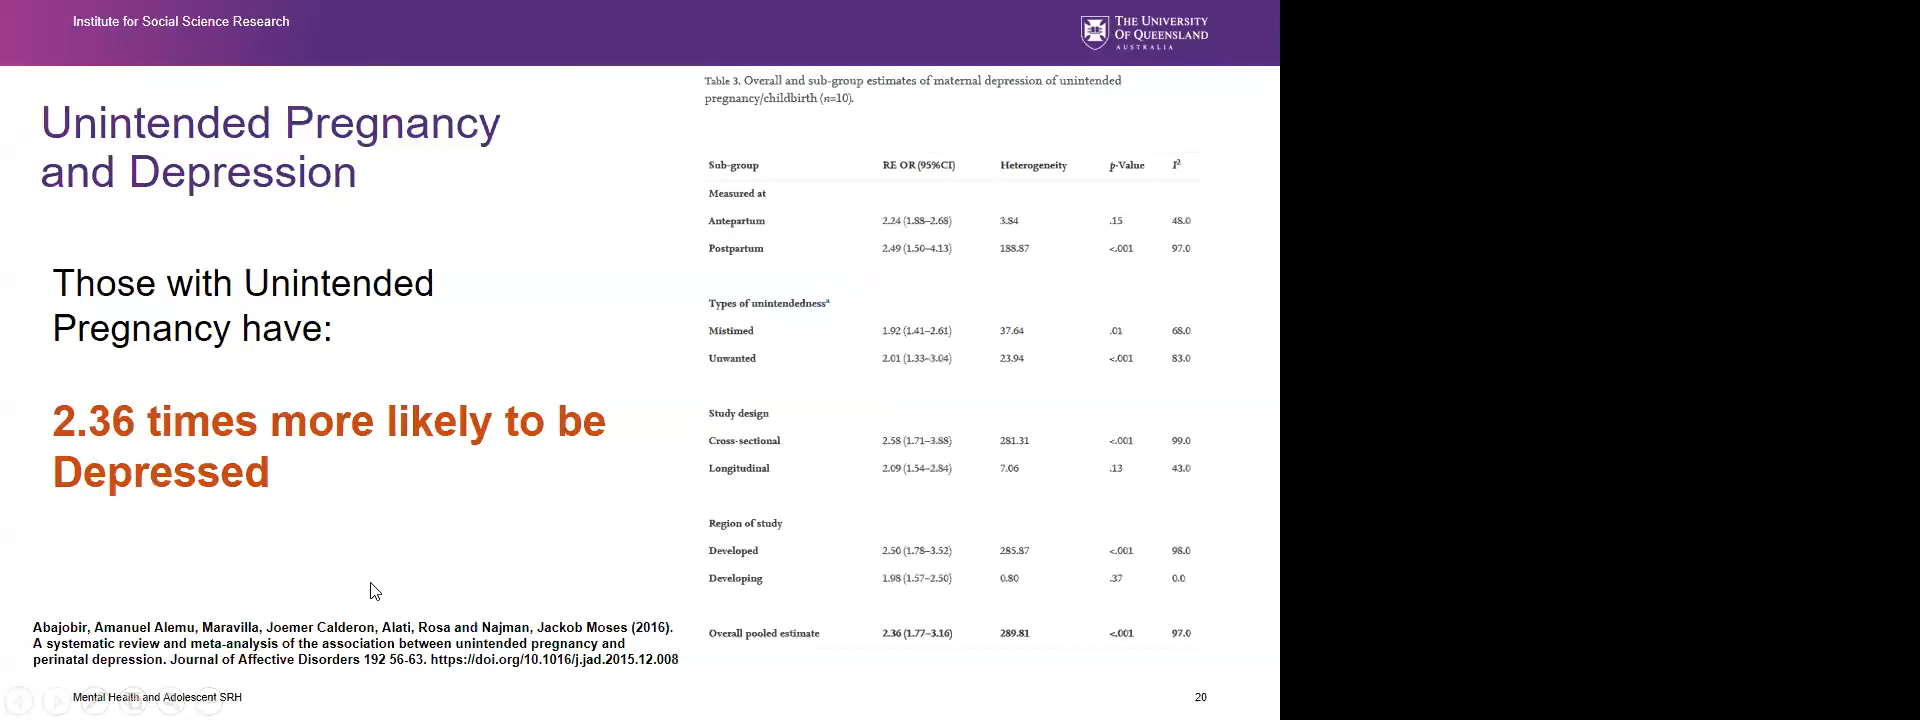 Institute for Social Science Research
THE UNIVERSITY
OF QUEENSLAND
AUSTRALIA
Unintended Pregnancy
and Depression
Those with Unintended
Pregnancy have:
2.36 times more likely to be
Depressed
Abajobir, Amanuel Alemu, Maravilla, Joemer Calderon, Alati, Rosa and Najman, Jackob Moses (2016).
A systematic review and meta-analysis of the association between unintended pregnancy and
perinatal depression. Journal of Affective Disorders 192 56-63. https://doi.org/10.1016/j.jad.2015.12.008
Table 3. Overall and sub-group estimates of maternal depression of unintended
pregnancy/childbirth (n=10).
Sub-group RE OR (95%CI) Heterogeneity p-Value I²
Measured at
Antepartum 2.24 (1.88–2.68) 3.84 .15 48.0
Postpartum 2.49 (1.50–4.13) 188.87 <.001 97.0
Types of unintendednessᵃ
Mistimed 1.92 (1.41–2.61) 37.64 .01 68.0
Unwanted 2.01 (1.33–3.04) 23.94 <.001 83.0
Study design
Cross-sectional 2.58 (1.71–3.88) 281.31 <.001 99.0
Longitudinal 2.09 (1.54–2.84) 7.06 .13 43.0
Region of study
Developed 2.50 (1.78–3.52) 285.87 <.001 98.0
Developing 1.98 (1.57–2.50) 0.80 .37 0.0
Overall pooled estimate 2.36 (1.77–3.16) 289.81 <.001 97.0
Mental Health and Adolescent SRH
20